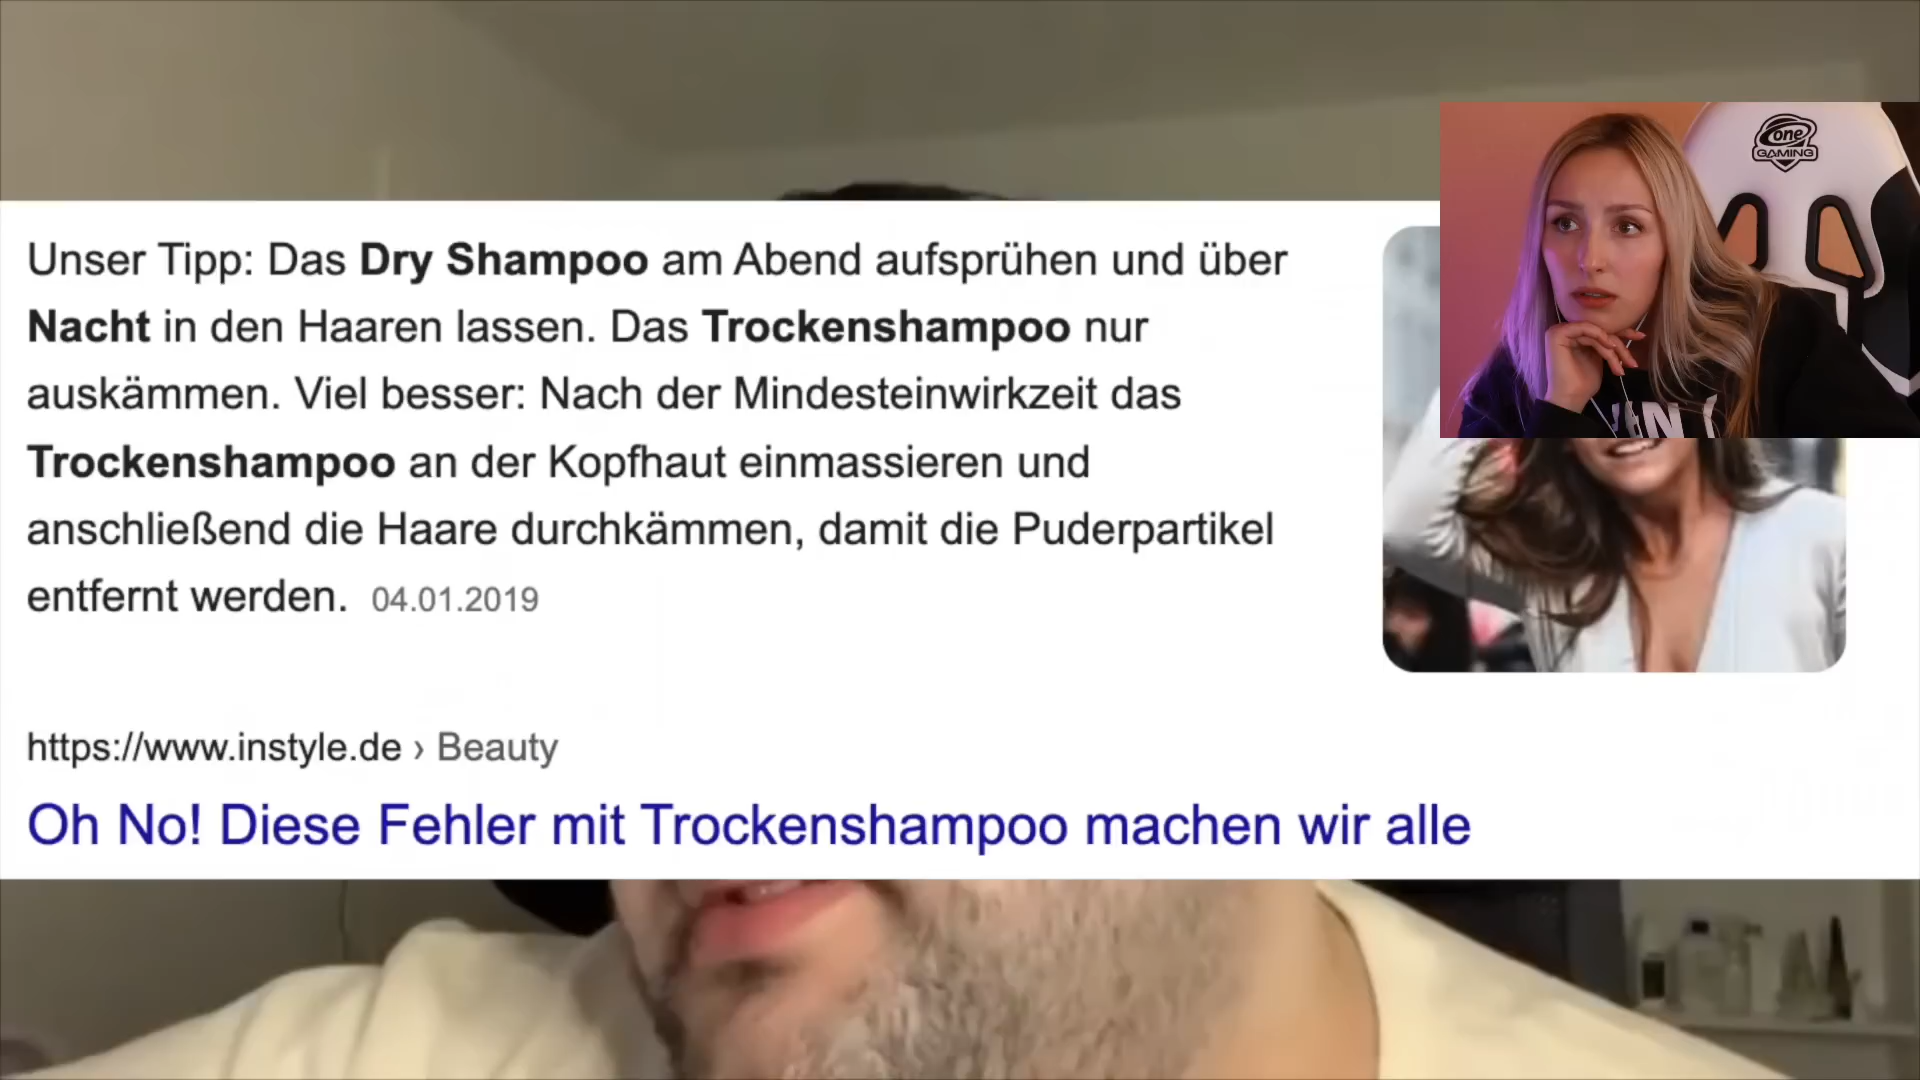 Unser Tipp: Das Dry Shampoo am Abend aufsprühen und über
Nacht in den Haaren lassen. Das Trockenshampoo nur
auskämmen. Viel besser: Nach der Mindesteinwirkzeit das
Trockenshampoo an der Kopfhaut einmassieren und
anschließend die Haare durchkämmen, damit die Puderpartikel
entfernt werden. 04.01.2019
https://www.instyle.de › Beauty
Oh No! Diese Fehler mit Trockenshampoo machen wir alle
one
GAMING